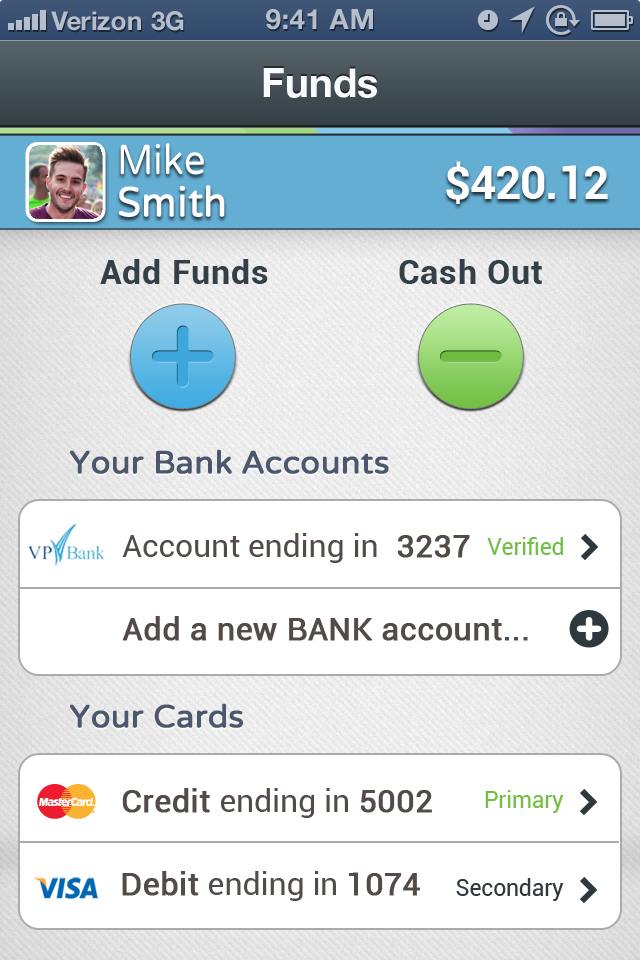 Verizon 3G 9:41 AM
Funds
Mike
Smith
$420.12
Add Funds Cash Out
Your Bank Accounts
VP Bank Account ending in 3237 Verified
Add a new BANK account...
Your Cards
MasterCard Credit ending in 5002 Primary
VISA Debit ending in 1074 Secondary